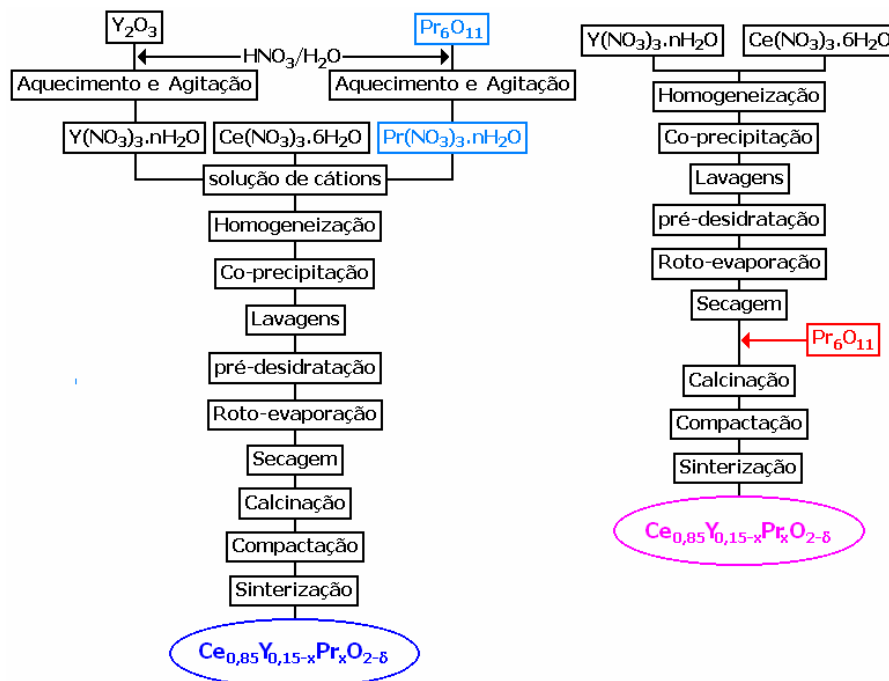 Y2O3
Pr6O11
HNO3/H2O
Aquecimento e Agitação
Aquecimento e Agitação
Y(NO3)3.nH2O
Ce(NO3)3.6H2O
Pr(NO3)3.nH2O
solução de cátions
Homogeneização
Co-precipitação
Lavagens
pré-desidratação
Roto-evaporação
Secagem
Calcinação
Compactação
Sinterização
Ce0,85Y0,15-xPrxO2-δ
Y(NO3)3.nH2O
Ce(NO3)3.6H2O
Homogeneização
Co-precipitação
Lavagens
pré-desidratação
Roto-evaporação
Secagem
Pr6O11
Calcinação
Compactação
Sinterização
Ce0,85Y0,15-xPrxO2-δ